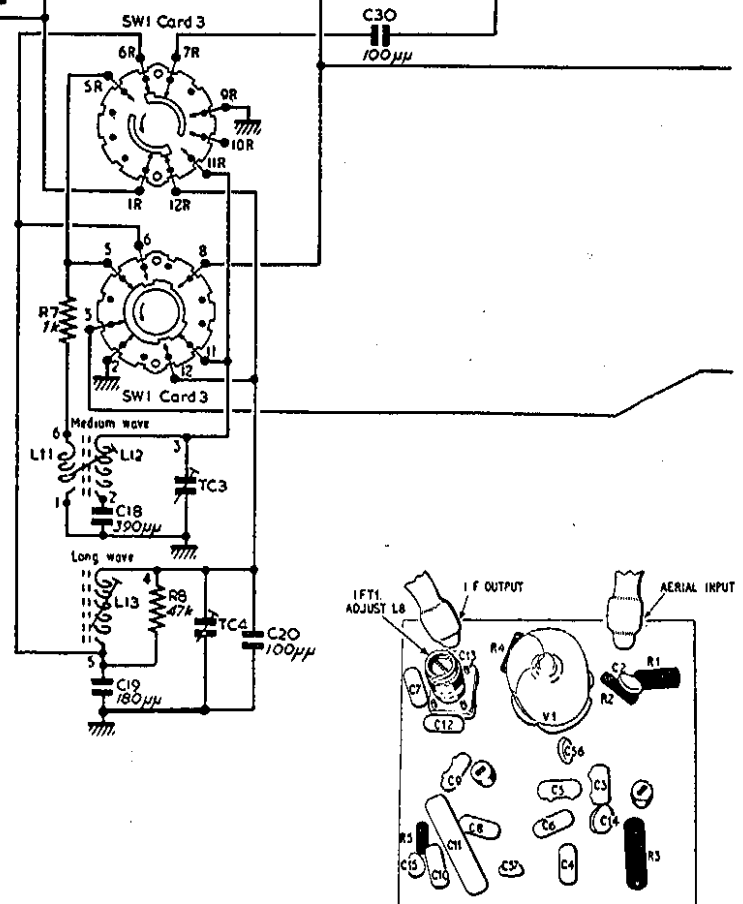 C30
100μμ
SW1 Card 3
6R
7R
5R
9R
10R
11R
1R
12R
6
5
8
R7
1k
3
2
12
11
SW1 Card 3
Medium wave
6
L11
L12
3
TC3
1
2
C18
390μμ
Long wave
L13
4
R8
47k
TC4
C20
100μμ
5
C19
180μμ
IFT1.
ADJUST L8
I F OUTPUT
AERIAL INPUT
R4
C13
C7
C12
V1
C2
R1
R2
C56
C9
C5
C3
C8
C6
C14
R5
C11
C15
C10
C57
C4
R3